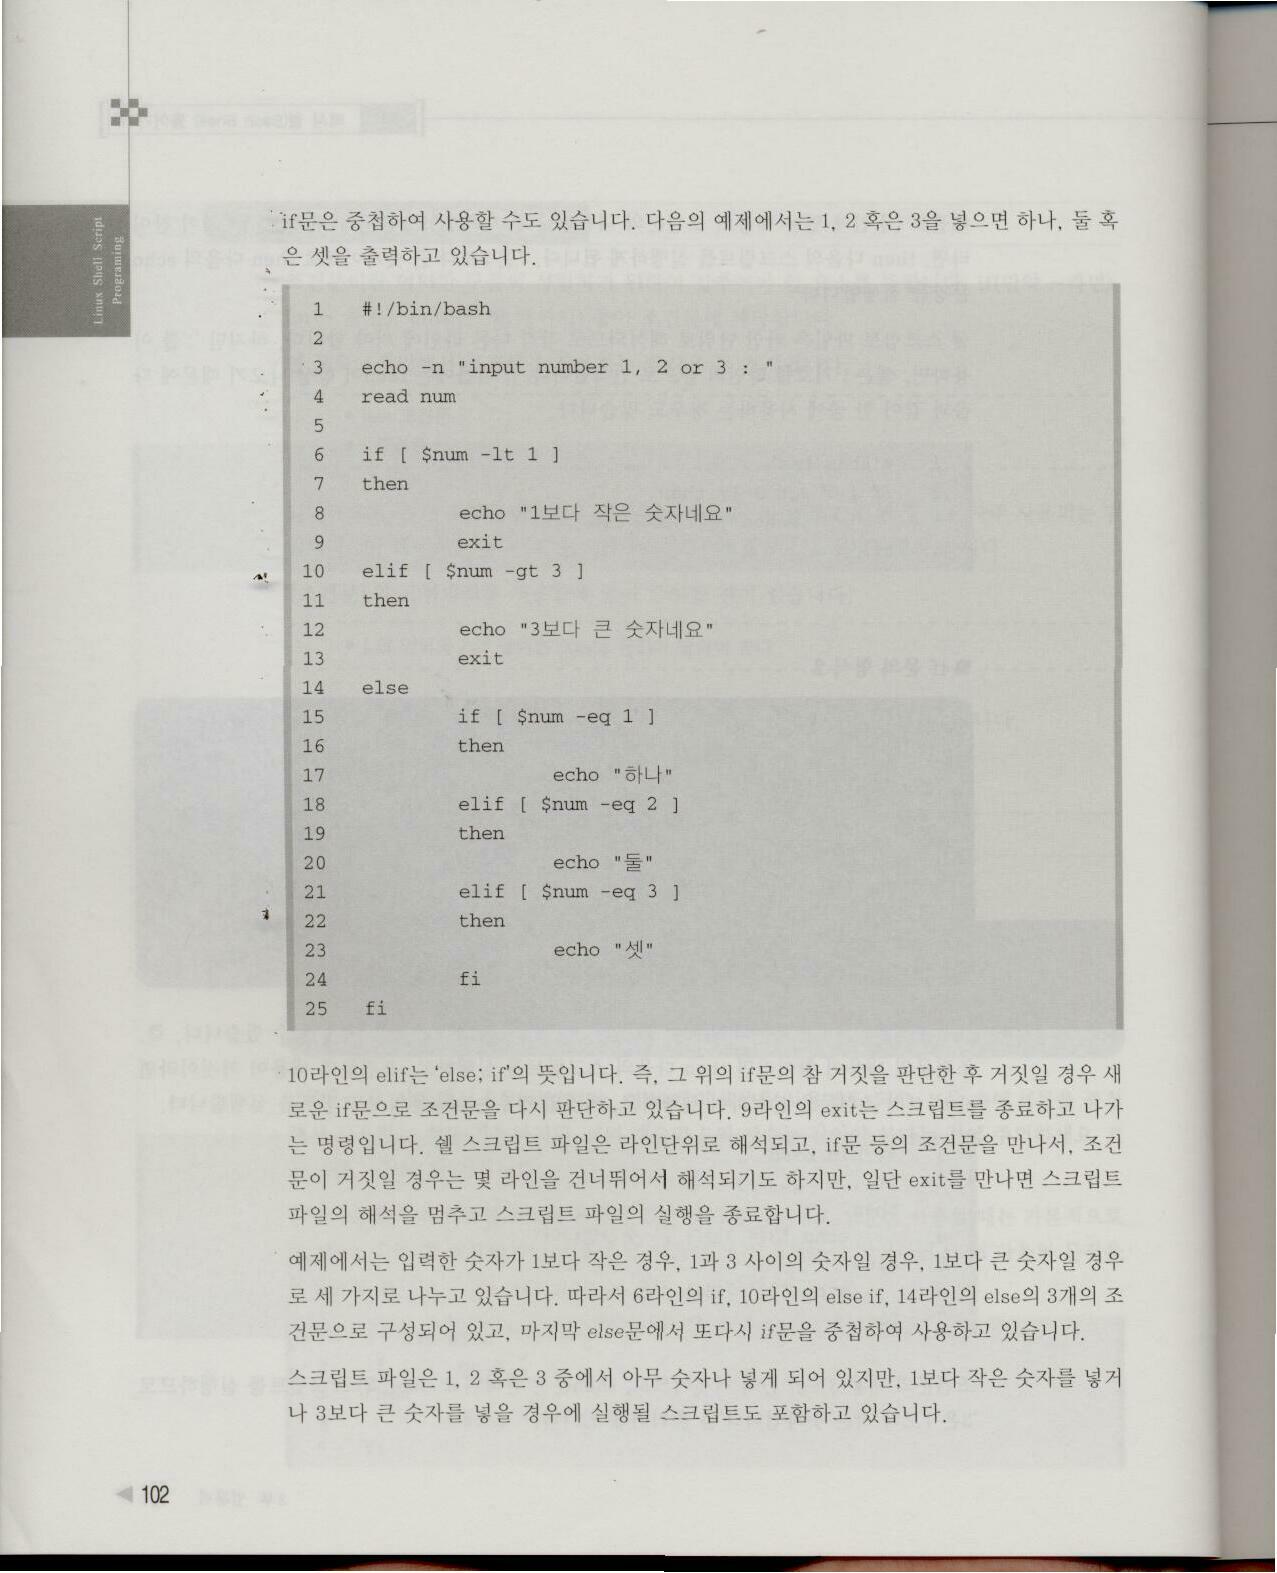 Linux Shell Script
Programing
if문은 중첩하여 사용할 수도 있습니다. 다음의 예제에서는 1, 2 혹은 3을 넣으면 하나, 둘 혹
은 셋을 출력하고 있습니다.
1 #!/bin/bash
2
3 echo -n "input number 1, 2 or 3 : "
4 read num
5
6 if [ $num -lt 1 ]
7 then
8 echo "1보다 작은 숫자네요"
9 exit
10 elif [ $num -gt 3 ]
11 then
12 echo "3보다 큰 숫자네요"
13 exit
14 else
15 if [ $num -eq 1 ]
16 then
17 echo "하나"
18 elif [ $num -eq 2 ]
19 then
20 echo "둘"
21 elif [ $num -eq 3 ]
22 then
23 echo "셋"
24 fi
25 fi
10라인의 elif는 'else; if'의 뜻입니다. 즉, 그 위의 if문의 참 거짓을 판단한 후 거짓일 경우 새
로운 if문으로 조건문을 다시 판단하고 있습니다. 9라인의 exit는 스크립트를 종료하고 나가
는 명령입니다. 쉘 스크립트 파일은 라인단위로 해석되고, if문 등의 조건문을 만나서, 조건
문이 거짓일 경우는 몇 라인을 건너뛰어서 해석되기도 하지만, 일단 exit를 만나면 스크립트
파일의 해석을 멈추고 스크립트 파일의 실행을 종료합니다.
예제에서는 입력한 숫자가 1보다 작은 경우, 1과 3 사이의 숫자일 경우, 1보다 큰 숫자일 경우
로 세 가지로 나누고 있습니다. 따라서 6라인의 if, 10라인의 else if, 14라인의 else의 3개의 조
건문으로 구성되어 있고, 마지막 else문에서 또다시 if문을 중첩하여 사용하고 있습니다.
스크립트 파일은 1, 2 혹은 3 중에서 아무 숫자나 넣게 되어 있지만, 1보다 작은 숫자를 넣거
나 3보다 큰 숫자를 넣을 경우에 실행될 스크립트도 포함하고 있습니다.
102